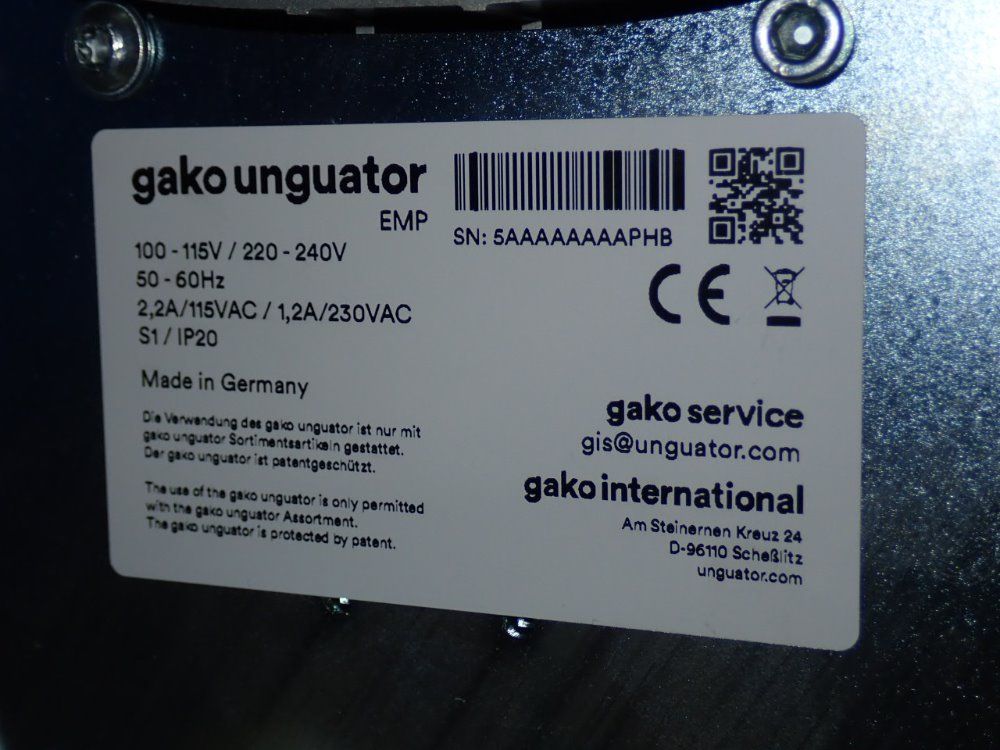 gako unguator
EMP
100 - 115V / 220 - 240V
50 - 60Hz
2,2A/115VAC / 1,2A/230VAC
S1 / IP20
Made in Germany
Die Verwendung des gako unguator ist nur mit
gako unguator Sortimentsartikeln gestattet.
Der gako unguator ist patentgeschützt.
The use of the gako unguator is only permitted
with the gako unguator Assortment.
The gako unguator is protected by patent.
SN: 5AAAAAAAAPHB
CE
gako service
gis@unguator.com
gako international
Am Steinernen Kreuz 24
D-96110 Scheßlitz
unguator.com